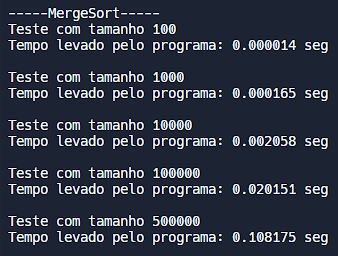 -----MergeSort-----
Teste com tamanho 100
Tempo levado pelo programa: 0.000014 seg
Teste com tamanho 1000
Tempo levado pelo programa: 0.000165 seg
Teste com tamanho 10000
Tempo levado pelo programa: 0.002058 seg
Teste com tamanho 100000
Tempo levado pelo programa: 0.020151 seg
Teste com tamanho 500000
Tempo levado pelo programa: 0.108175 seg